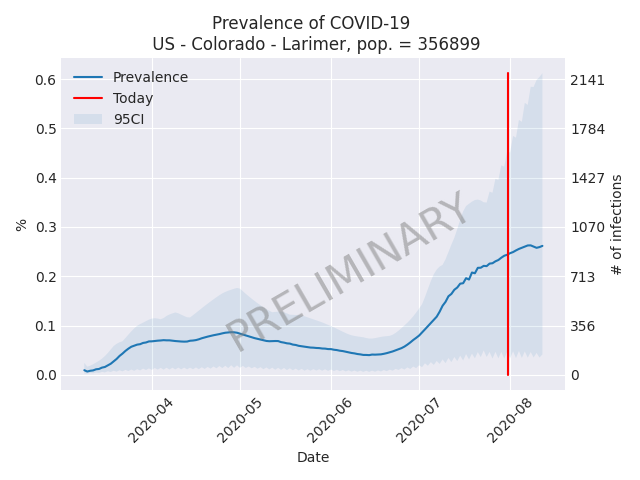 Prevalence of COVID-19
US - Colorado - Larimer, pop. = 356899
Prevalence
Today
95CI
PRELIMINARY
%
0.6
0.5
0.4
0.3
0.2
0.1
0.0
2141
1784
1427
1070
713
356
0
# of infections
2020-04
2020-05
2020-06
2020-07
2020-08
Date